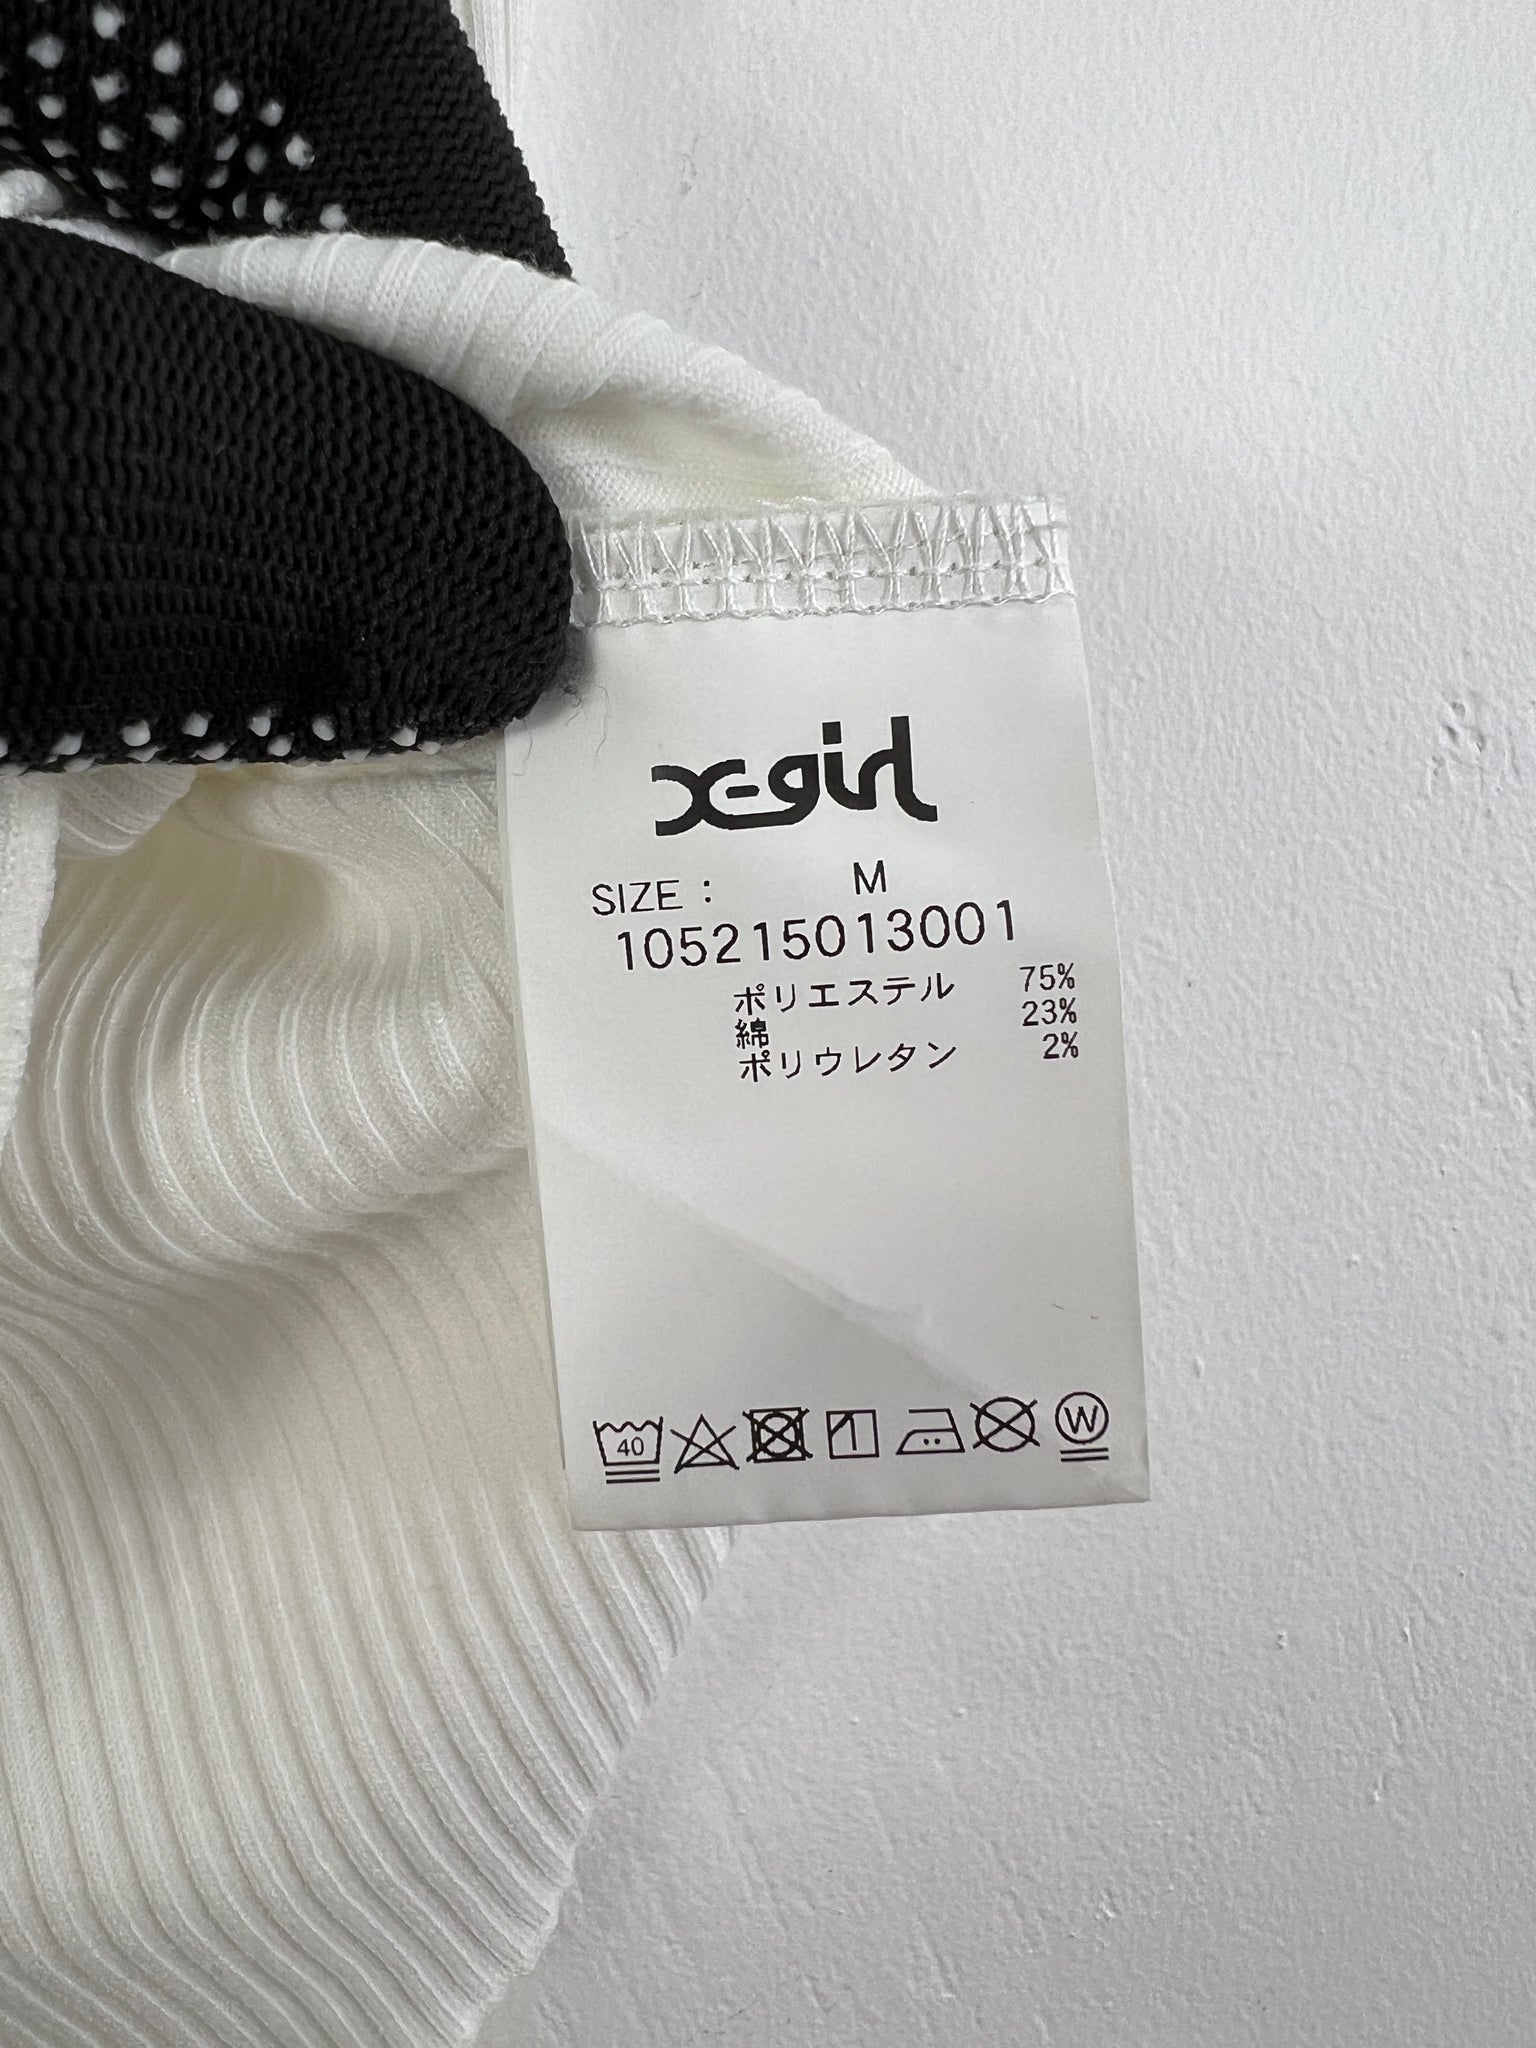 X-girl
SIZE : M
105215013001
ポリエステル 75%
綿 23%
ポリウレタン 2%
40
W